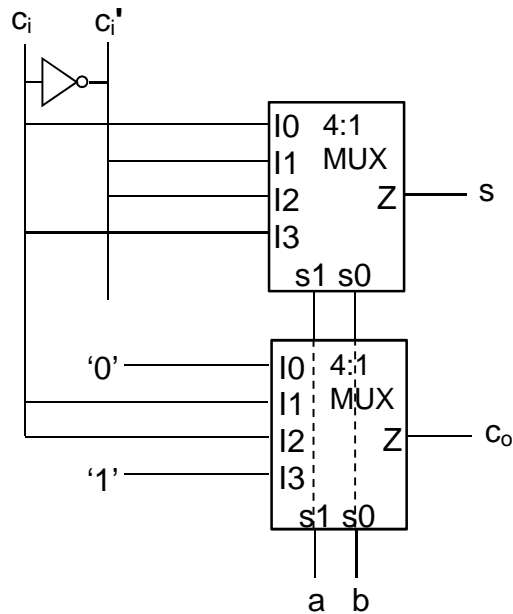 cᵢ cᵢ'
I0 4:1
I1 MUX
I2
Z s
I3
s1 s0
‘0’ I0 4:1
I1 MUX
I2 Z cₒ
‘1’ I3
s1 s0
a b